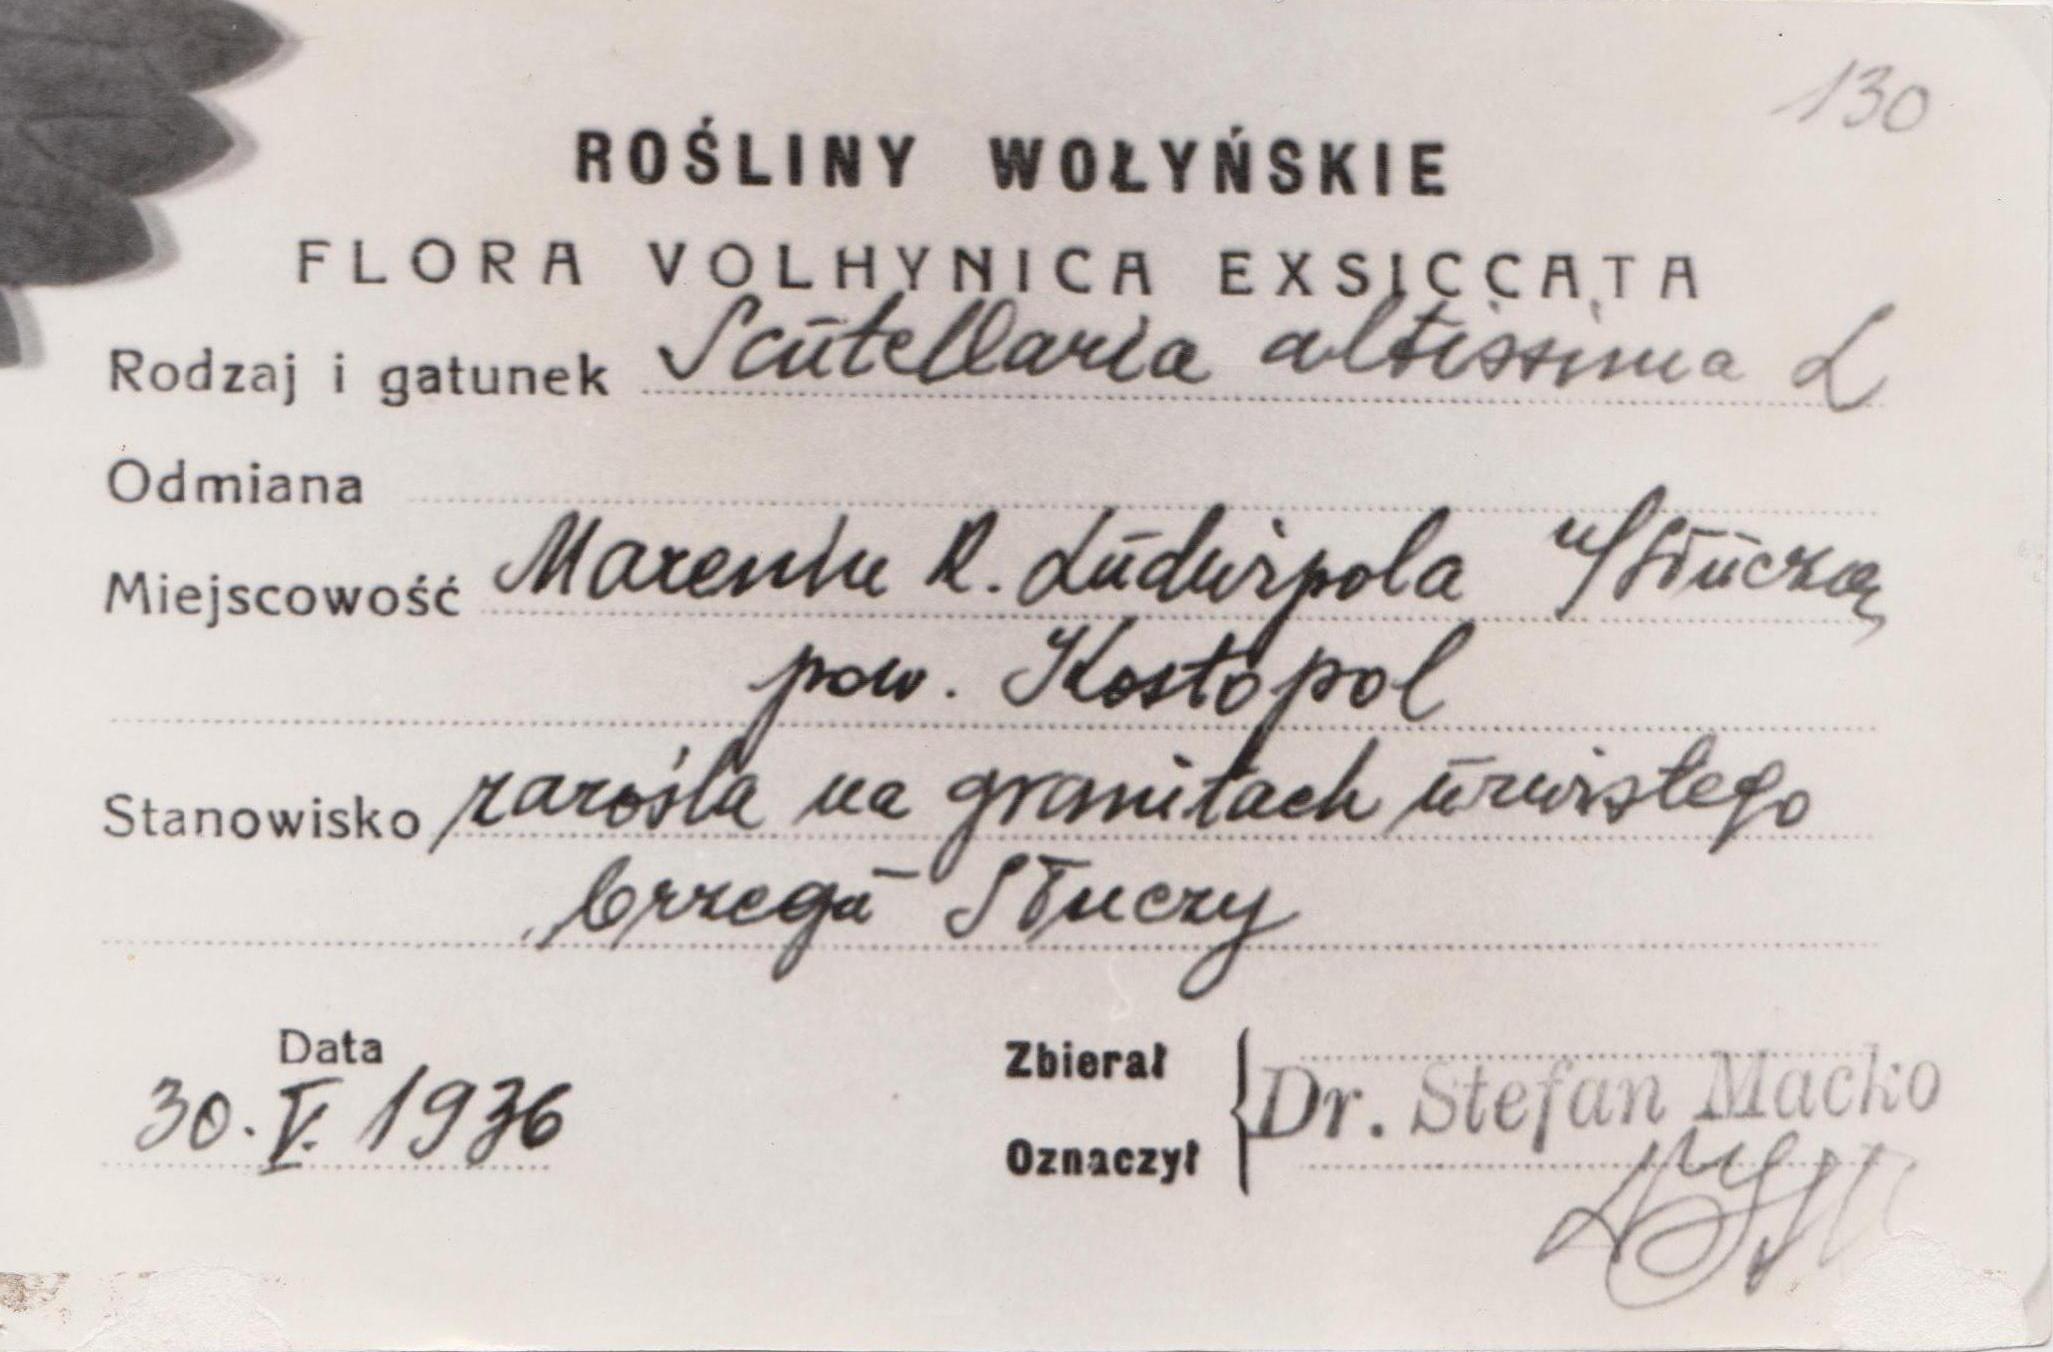 130
ROŚLINY WOŁYŃSKIE
FLORA VOLHYNICA EXSICCATA
Rodzaj i gatunek Scutellaria altissima L
Odmiana
Miejscowość Marenin k. Ludwipola n/Słuczą
pow. Kostopol
Stanowisko zarośla na granitach urwistego
brzegu Słuczy
Data
30. V. 1936
Zbierał
Oznaczył
Dr. Stefan Macko